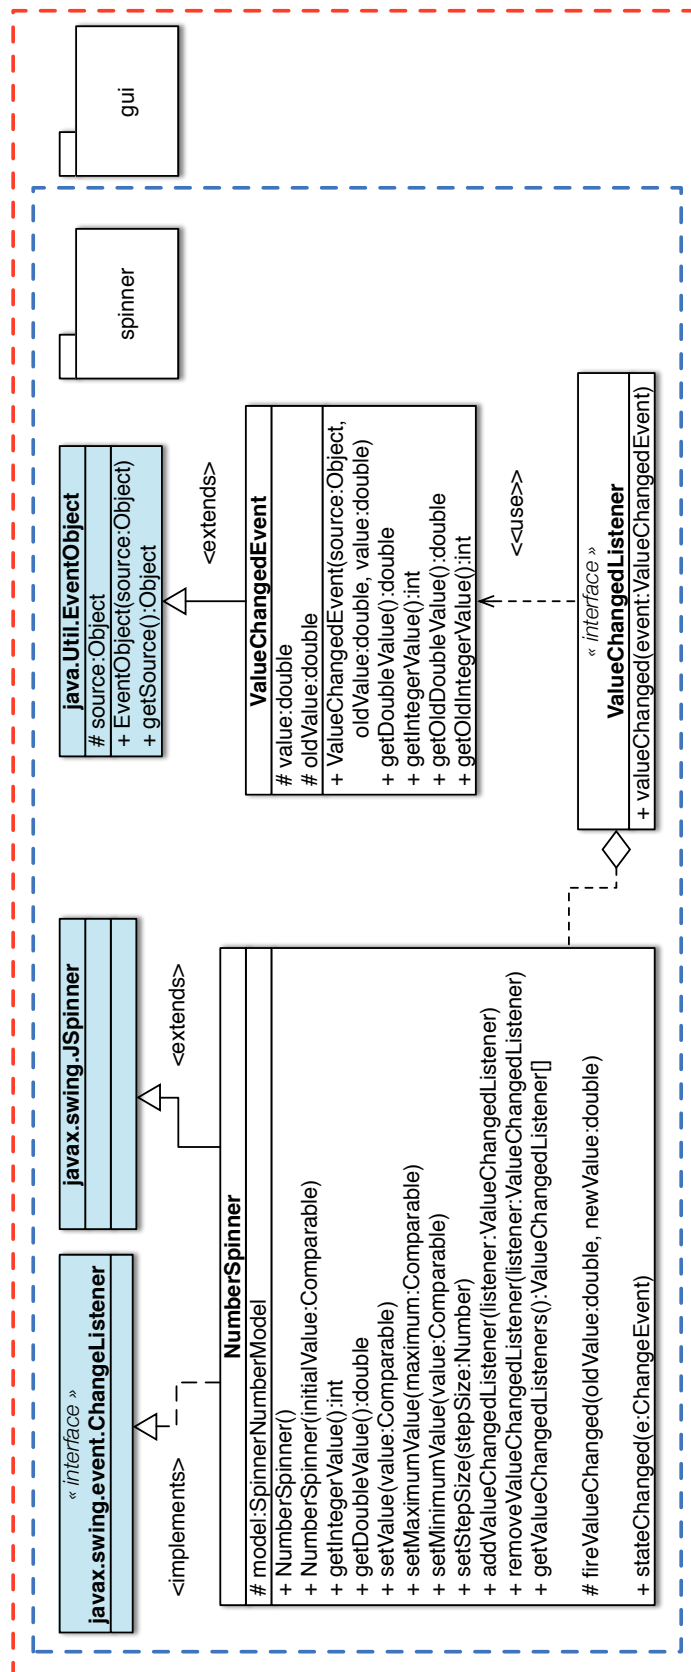 gui
spinner
« interface »
javax.swing.event.ChangeListener
javax.swing.JSpinner
java.Util.EventObject
# source:Object
+ EventObject(source:Object)
+ getSource():Object
<implements>
<extends>
<extends>
NumberSpinner
# model:SpinnerNumberModel
+ NumberSpinner()
+ NumberSpinner(initialValue:Comparable)
+ getIntegerValue():int
+ getDoubleValue():double
+ setValue(value:Comparable)
+ setMaximumValue(maximum:Comparable)
+ setMinimumValue(value:Comparable)
+ setStepSize(stepSize:Number)
+ addValueChangedListener(listener:ValueChangedListener)
+ removeValueChangedListener(listener:ValueChangedListener)
+ getValueChangedListeners():ValueChangedListener[]
# fireValueChanged(oldValue:double, newValue:double)
+ stateChanged(e:ChangeEvent)
ValueChangedEvent
# value:double
# oldValue:double
+ ValueChangedEvent(source:Object,
oldValue:double, value:double)
+ getDoubleValue():double
+ getIntegerValue():int
+ getOldDoubleValue():double
+ getOldIntegerValue():int
<<use>>
« interface »
ValueChangedListener
+ valueChanged(event:ValueChangedEvent)